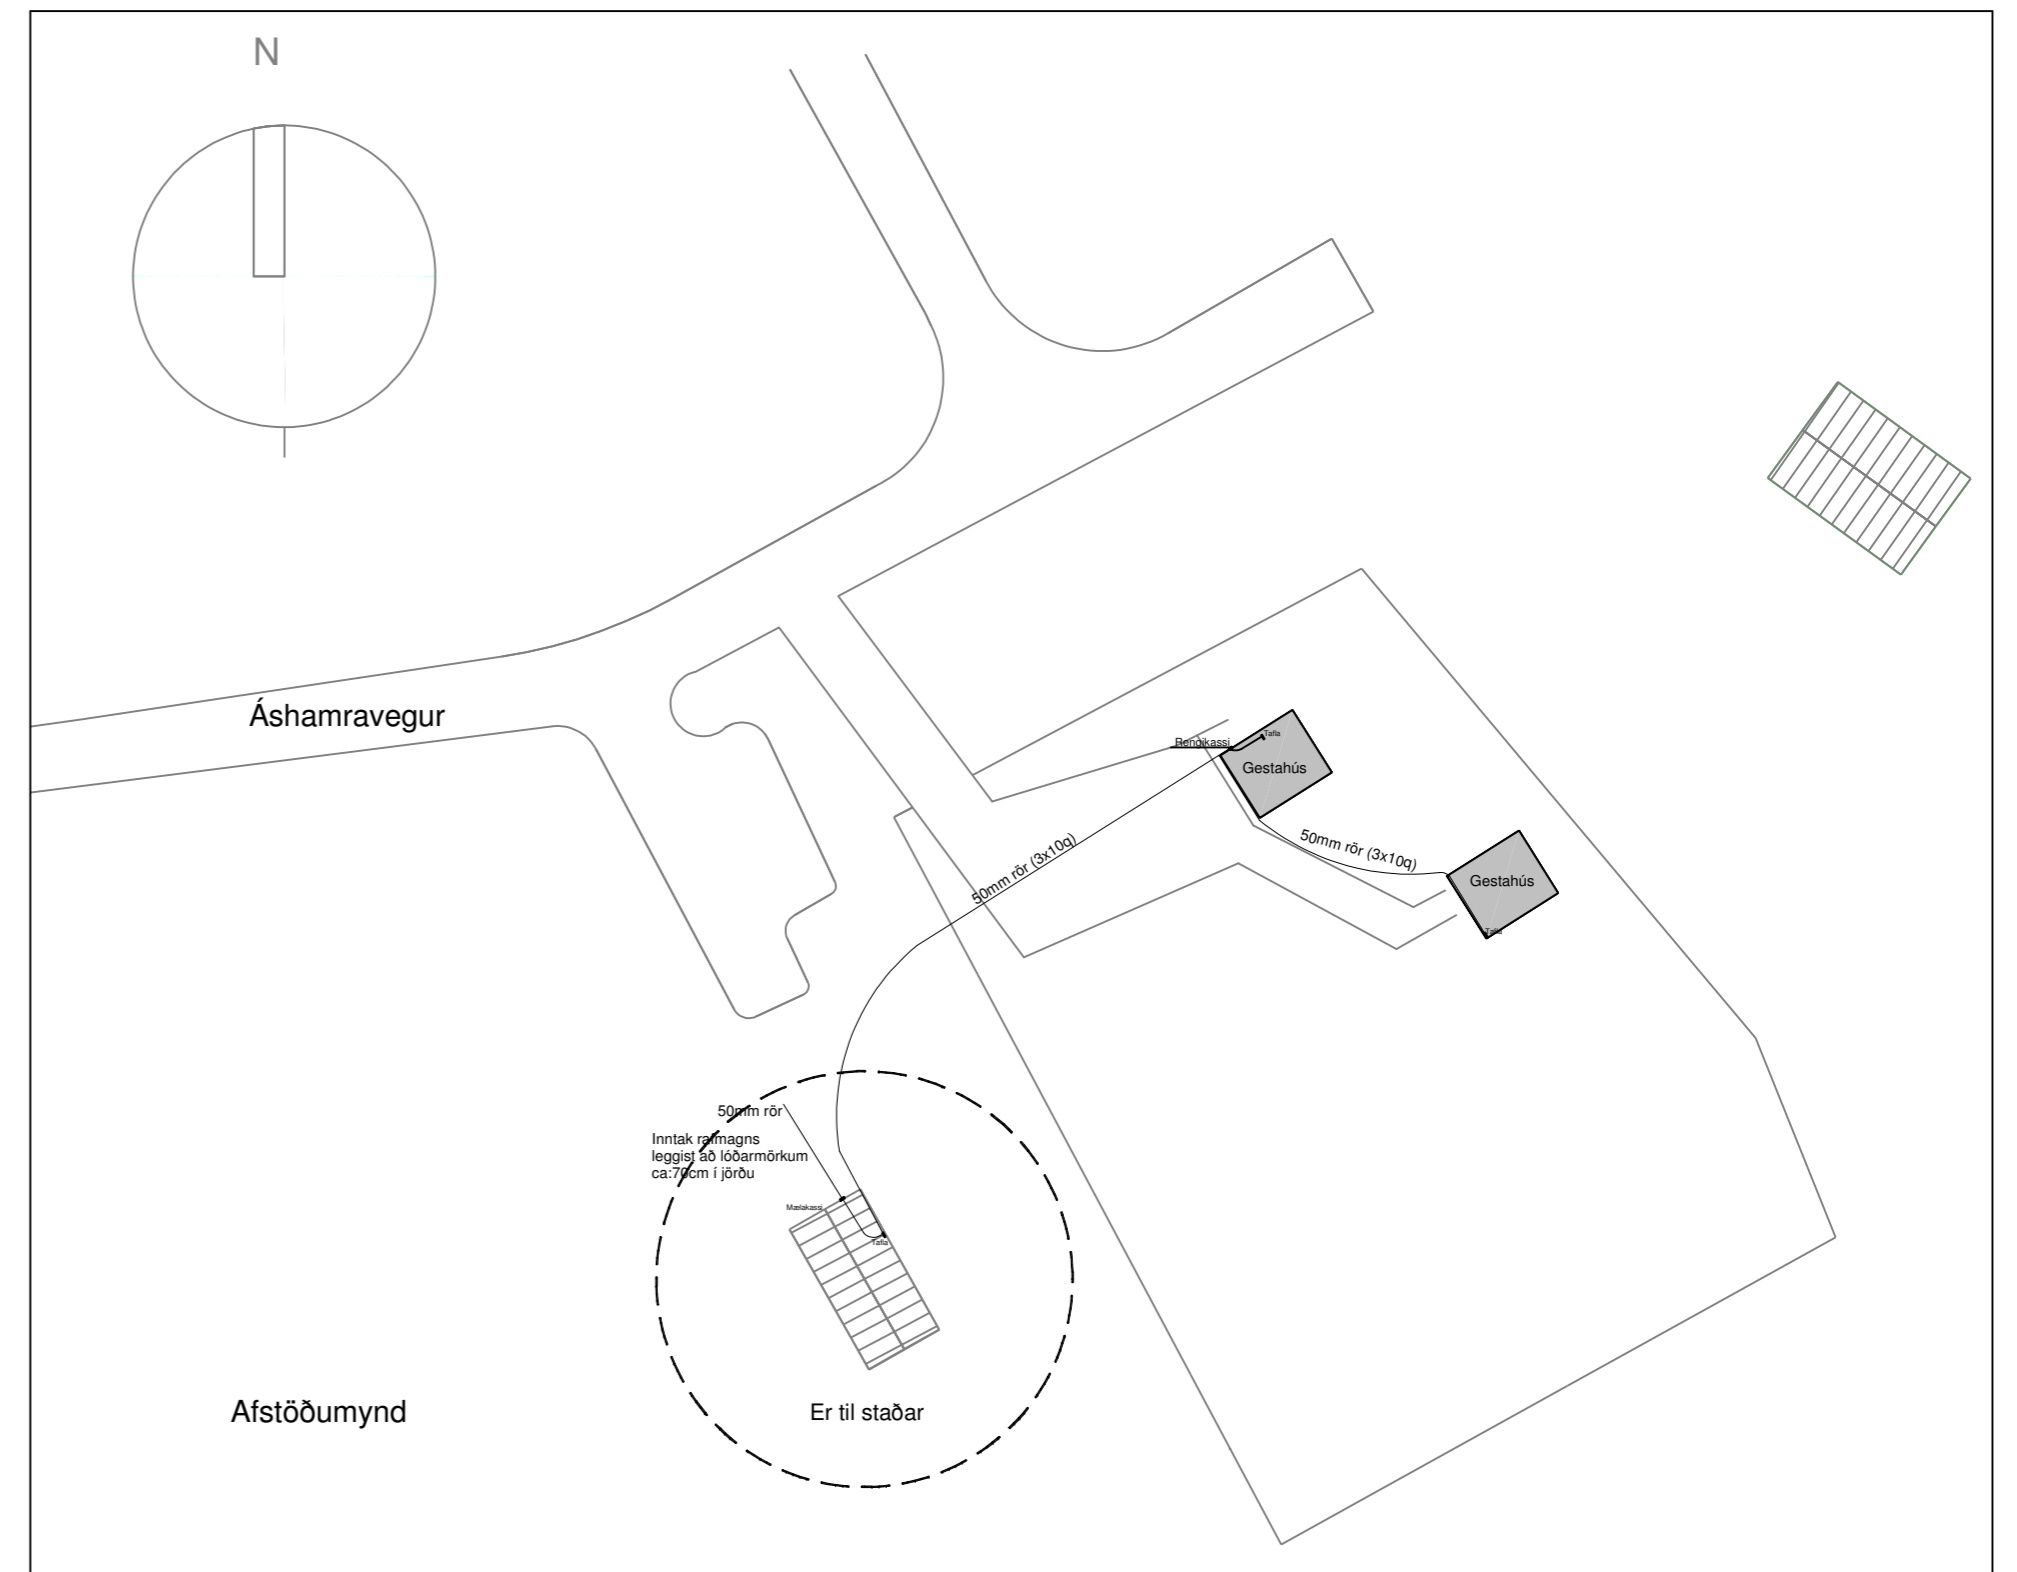 N
Áshamravegur
Tafla
Rengikassi
Gestahús
50mm rör (3x10q)
50mm rör (3x10q)
Gestahús
Tafla
50mm rör
Inntak rafmagns
leggist að lóðarmörkum
ca:70cm í jörðu
Mælakassi
Tafla
Afstöðumynd
Er til staðar